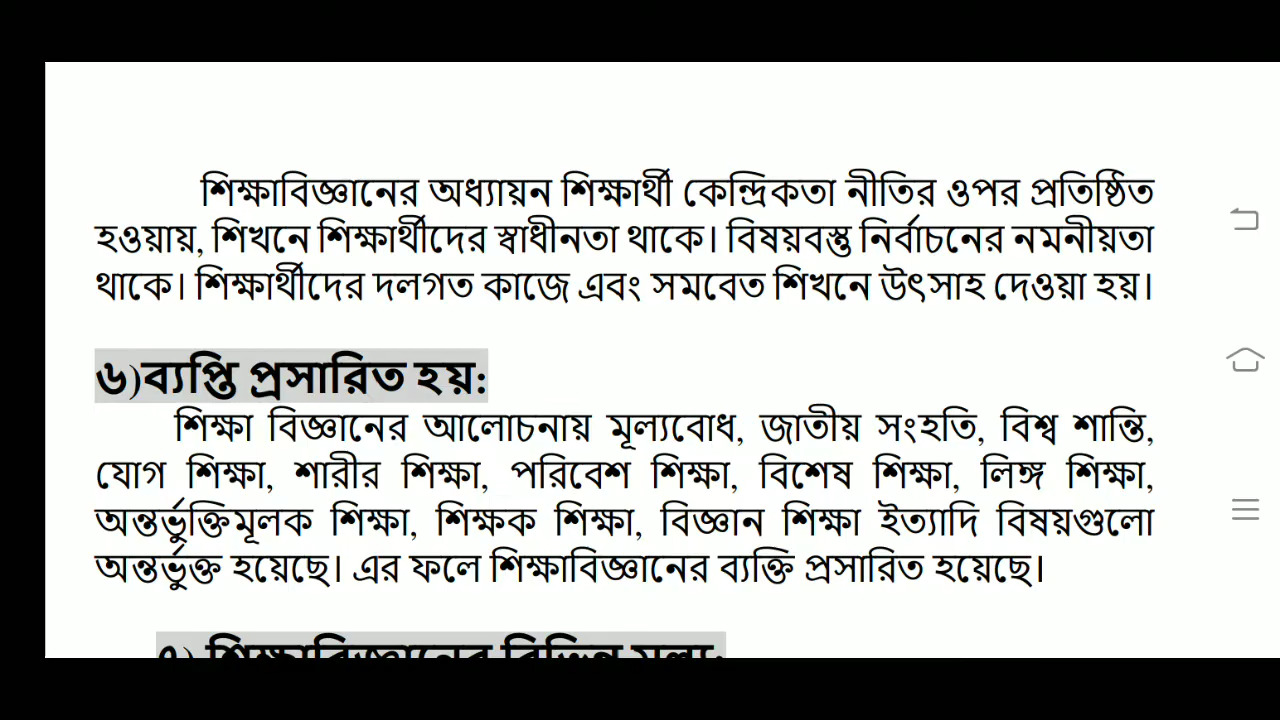 শিক্ষাবিজ্ঞানের অধ্যায়ন শিক্ষার্থী কেন্দ্রিকতা নীতির ওপর প্রতিষ্ঠিত
হওয়ায়, শিখনে শিক্ষার্থীদের স্বাধীনতা থাকে। বিষয়বস্তু নির্বাচনের নমনীয়তা
থাকে। শিক্ষার্থীদের দলগত কাজে এবং সমবেত শিখনে উৎসাহ দেওয়া হয়।
৬)ব্যপ্তি প্রসারিত হয়:
শিক্ষা বিজ্ঞানের আলোচনায় মূল্যবোধ, জাতীয় সংহতি, বিশ্ব শান্তি,
যোগ শিক্ষা, শারীর শিক্ষা, পরিবেশ শিক্ষা, বিশেষ শিক্ষা, লিঙ্গ শিক্ষা,
অন্তর্ভুক্তিমূলক শিক্ষা, শিক্ষক শিক্ষা, বিজ্ঞান শিক্ষা ইত্যাদি বিষয়গুলো
অন্তর্ভুক্ত হয়েছে। এর ফলে শিক্ষাবিজ্ঞানের ব্যক্তি প্রসারিত হয়েছে।
৭) শিক্ষাবিজ্ঞানের বিভিন্ন মূল্য: